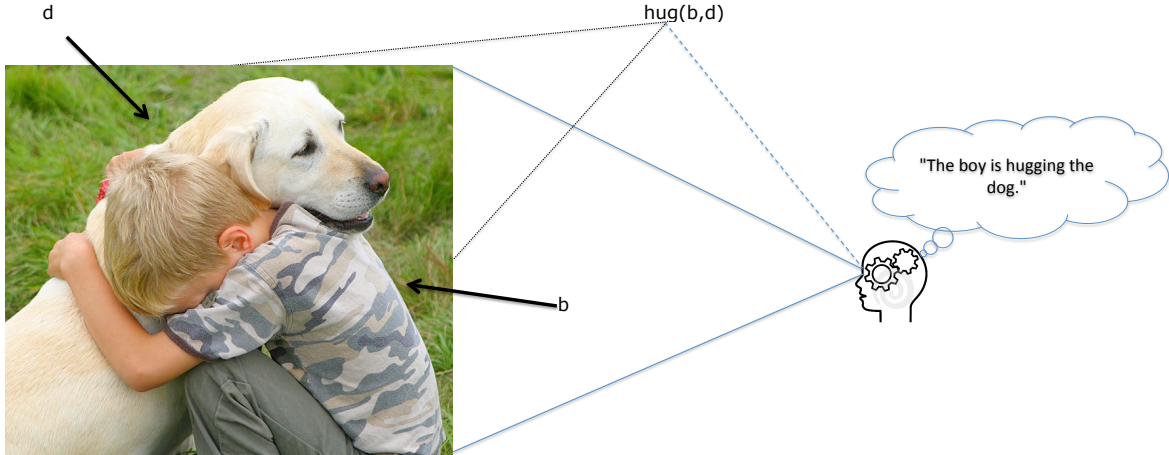 d
hug(b,d)
"The boy is hugging the
dog."
b